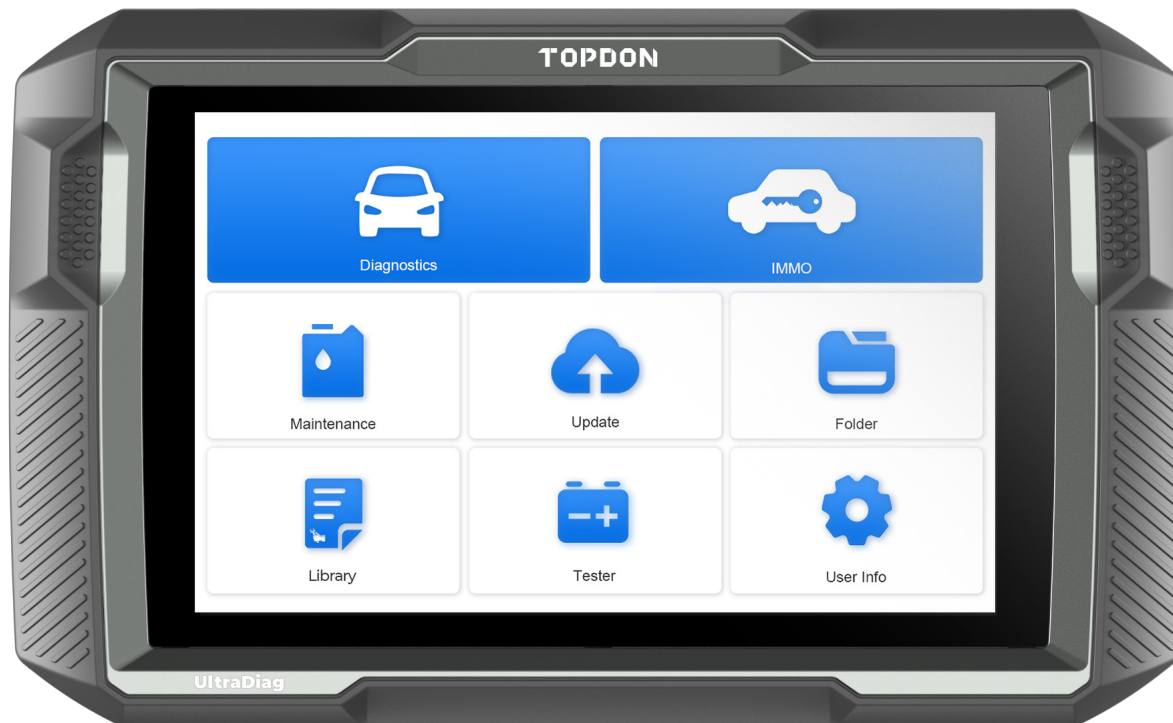 TOPDON
Diagnostics
IMMO
Maintenance
Update
Folder
Library
Tester
User Info
UltraDiag